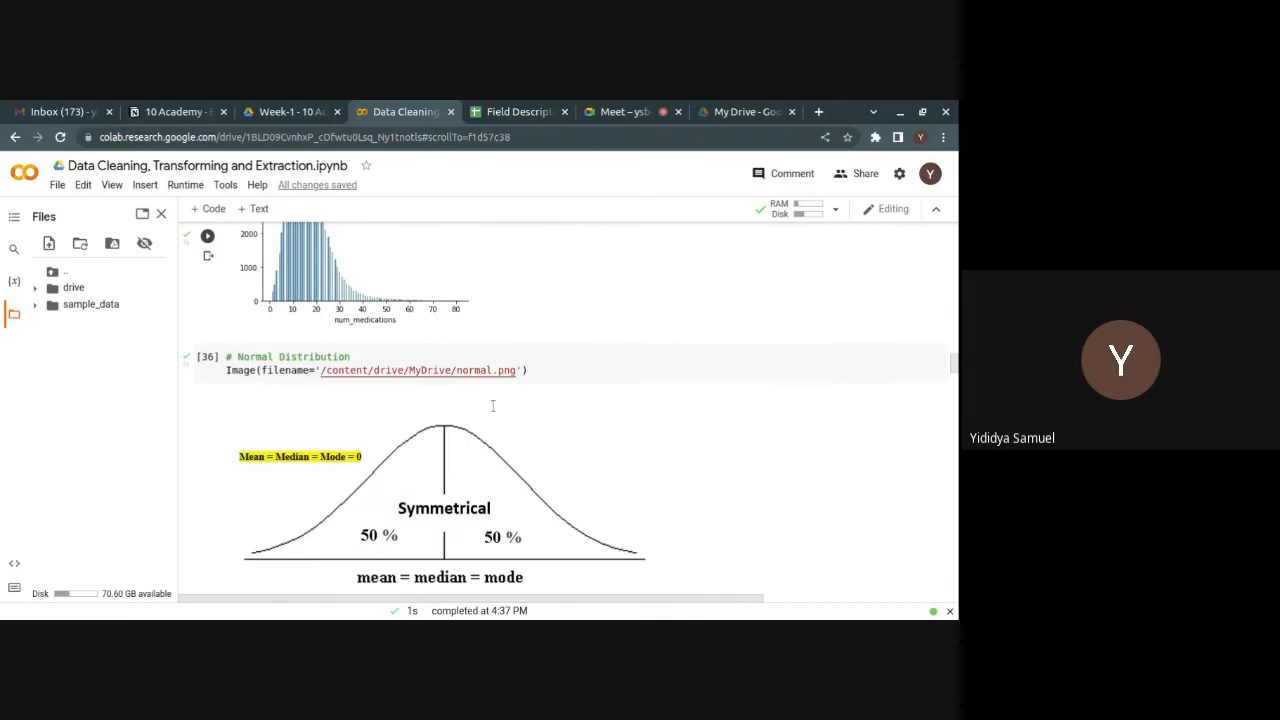 Inbox (173) - y
10 Academy - E
Week-1 - 10 Ac
Data Cleaning,
Field Descripti
Meet – ysb
My Drive - Goo
colab.research.google.com/drive/1BLD09CvnhxP_cDfwtu0Lsq_Ny1tnotls#scrollTo=f1d57c38
Data Cleaning, Transforming and Extraction.ipynb
File Edit View Insert Runtime Tools Help All changes saved
Comment
Share
Y
Files
+ Code + Text
RAM
Disk
Editing
..
drive
sample_data
{x}
2000
1000
0
0 10 20 30 40 50 60 70 80
num_medications
[36] # Normal Distribution
Image(filename='/content/drive/MyDrive/normal.png')
Mean = Median = Mode = 0
Symmetrical
50 % 50 %
mean = median = mode
Disk 70.60 GB available
1s completed at 4:37 PM
Y
Yididya Samuel